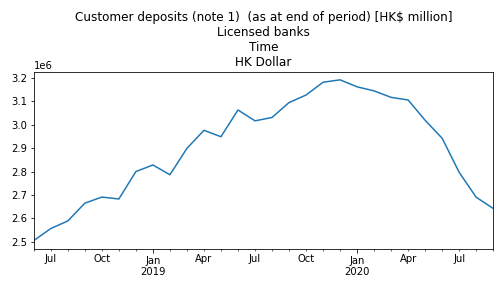 Customer deposits (note 1)  (as at end of period) [HK$ million]
Licensed banks
Time
HK Dollar
1e6
3.2
3.1
3.0
2.9
2.8
2.7
2.6
2.5
Jul Oct Jan Apr Jul Oct Jan Apr Jul
2019 2020